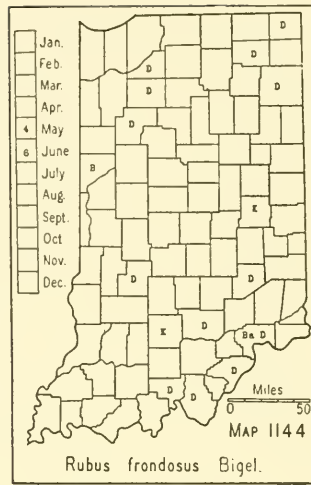 Jan.
Feb.
Mar.
Apr.
4 May
6 June
July
Aug.
Sept.
Oct
Nov.
Dec.
D
D
D
D
D
D
B
K
D
D
K
D
Ba D
D
D
D
Miles
0 50
MAP 1144
Rubus frondosus Bigel.